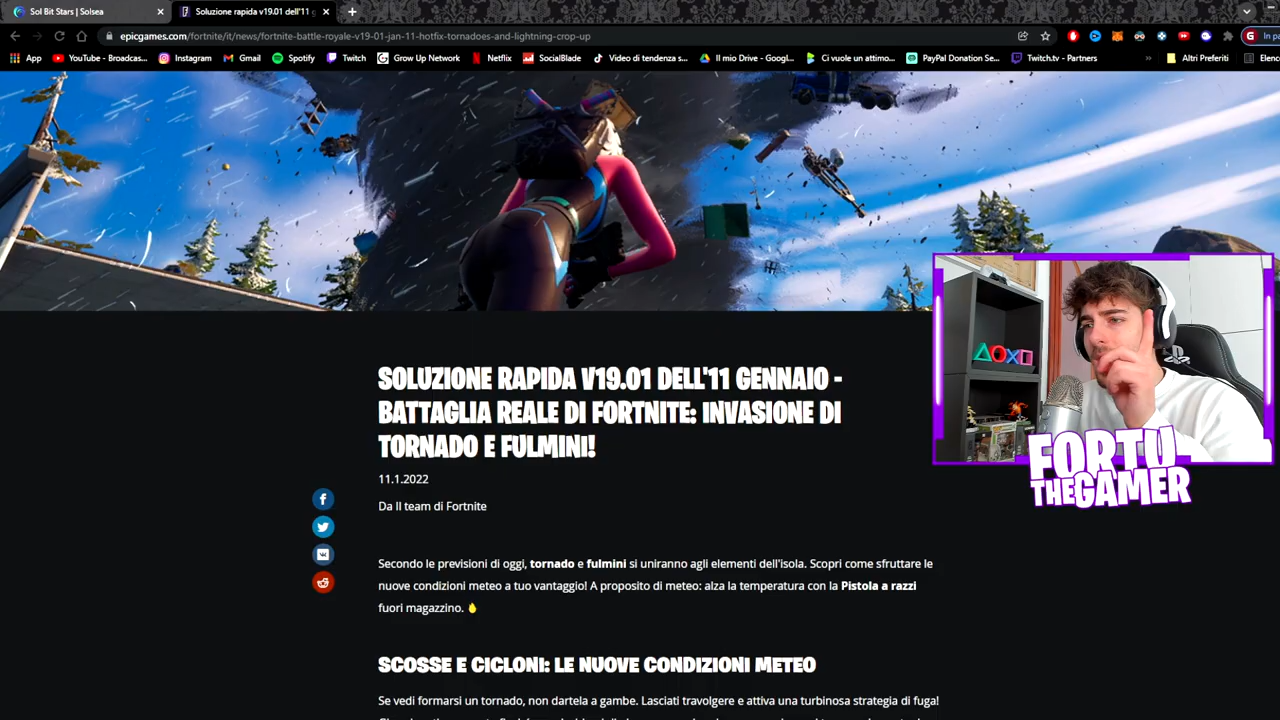 Sol Bit Stars | Solsea
Soluzione rapida v19.01 dell'11 g
epicgames.com/fortnite/it/news/fortnite-battle-royale-v19-01-jan-11-hotfix-tornadoes-and-lightning-crop-up
In pa
App
YouTube - Broadcas...
Instagram
Gmail
Spotify
Twitch
Grow Up Network
Netflix
SocialBlade
Video di tendenza s...
Il mio Drive - Googl...
Ci vuole un attimo...
PayPal Donation Se...
Twitch.tv - Partners
»
Altri Preferiti
Elenco
SOLUZIONE RAPIDA V19.01 DELL'11 GENNAIO -
BATTAGLIA REALE DI FORTNITE: INVASIONE DI
TORNADO E FULMINI!
11.1.2022
Da Il team di Fortnite
Secondo le previsioni di oggi, tornado e fulmini si uniranno agli elementi dell'isola. Scopri come sfruttare le
nuove condizioni meteo a tuo vantaggio! A proposito di meteo: alza la temperatura con la Pistola a razzi
fuori magazzino.
SCOSSE E CICLONI: LE NUOVE CONDIZIONI METEO
Se vedi formarsi un tornado, non dartela a gambe. Lasciati travolgere e attiva una turbinosa strategia di fuga!
FORTU
THEGAMER